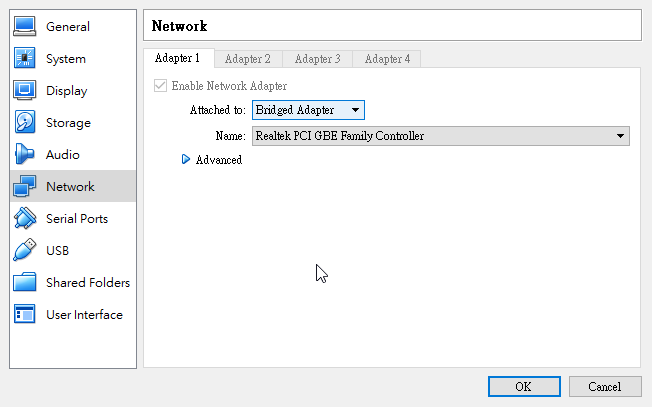 General
System
Display
Storage
Audio
Network
Serial Ports
USB
Shared Folders
User Interface
Network
Adapter 1 Adapter 2 Adapter 3 Adapter 4
Enable Network Adapter
Attached to: Bridged Adapter
Name: Realtek PCI GBE Family Controller
Advanced
OK Cancel